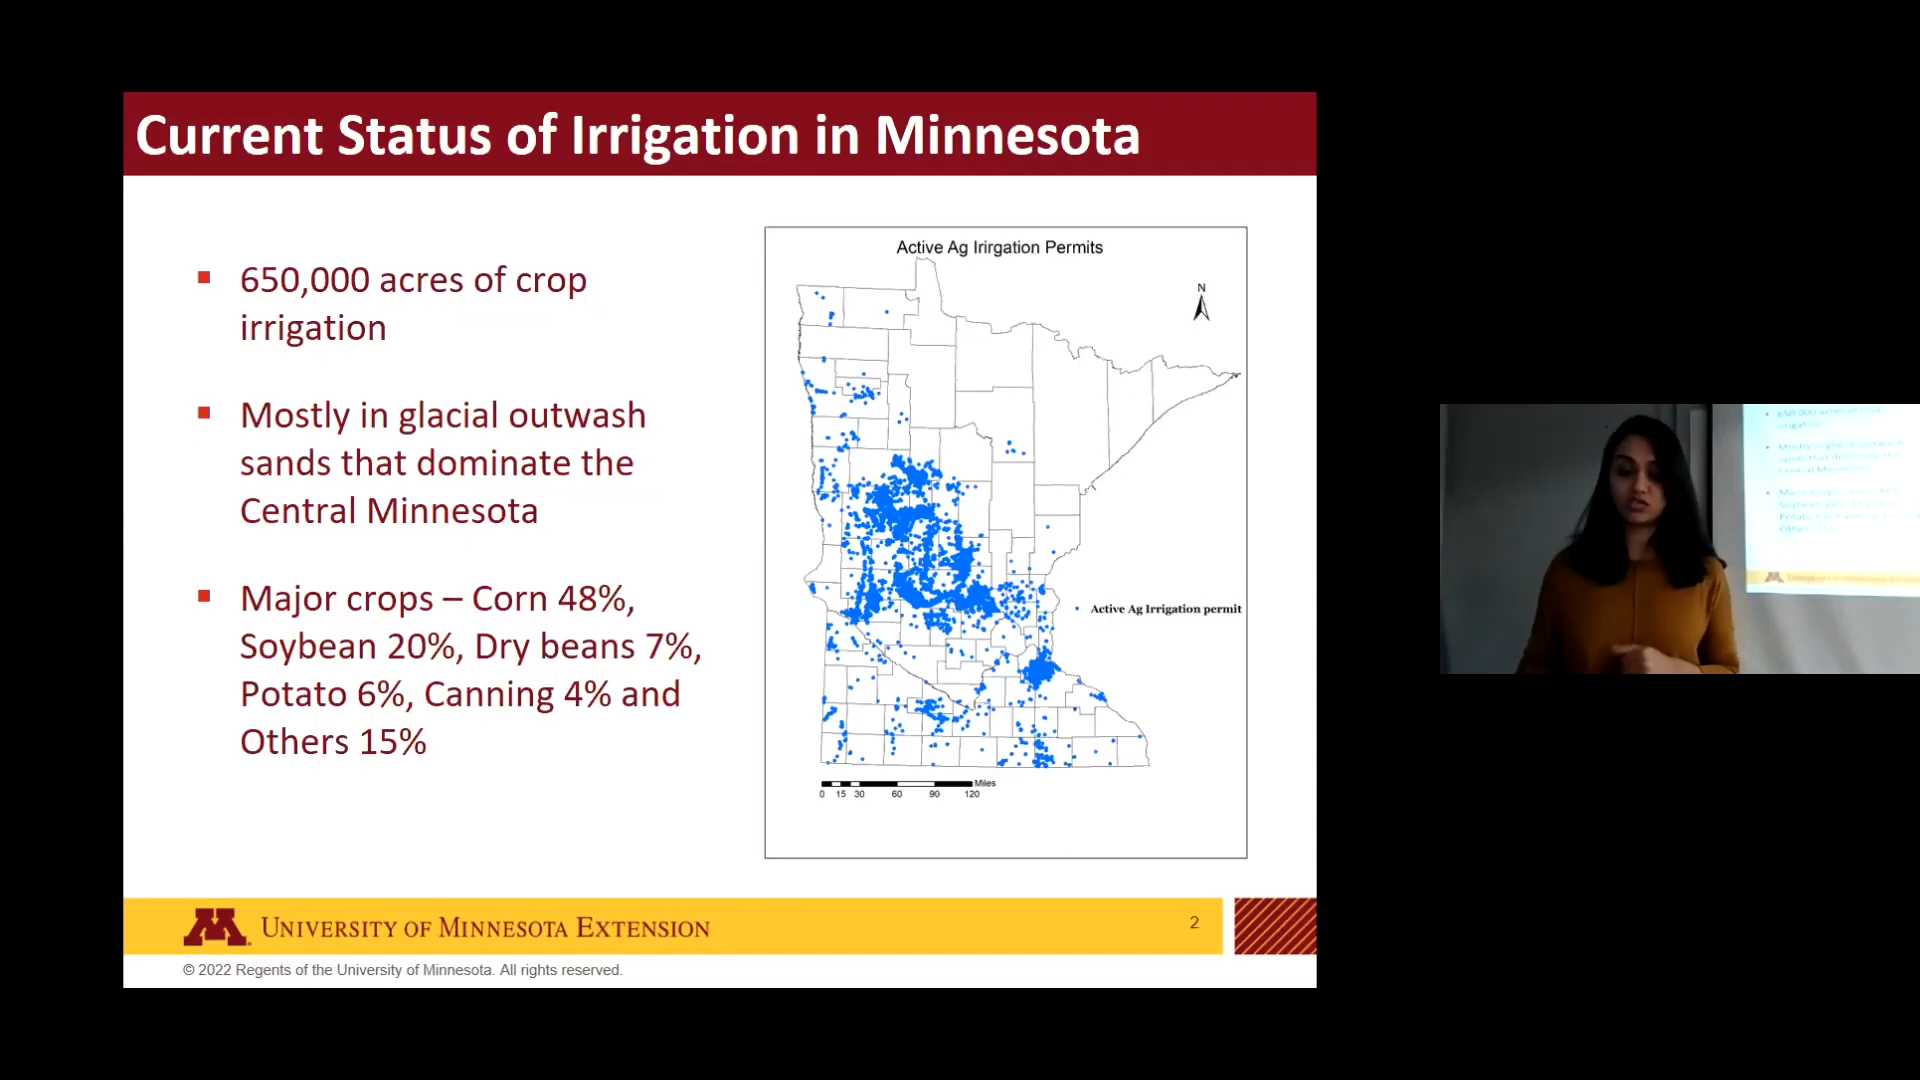 Current Status of Irrigation in Minnesota
▪ 650,000 acres of crop
irrigation
▪ Mostly in glacial outwash
sands that dominate the
Central Minnesota
▪ Major crops – Corn 48%,
Soybean 20%, Dry beans 7%,
Potato 6%, Canning 4% and
Others 15%
Active Ag Irirgation Permits
N
Active Ag Irrigation permit
Miles
0 15 30 60 90 120
M UNIVERSITY OF MINNESOTA EXTENSION
2
© 2022 Regents of the University of Minnesota. All rights reserved.